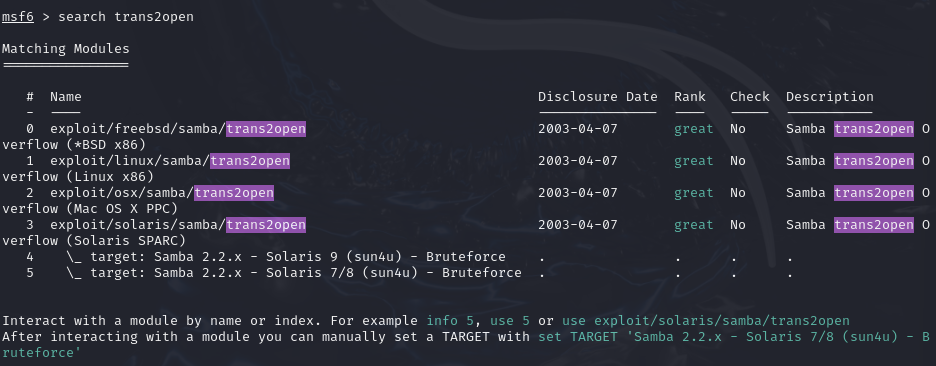 msf6 > search trans2open
Matching Modules
================
#  Name                                                         Disclosure Date  Rank   Check  Description
-  ----                                                         ---------------  ----   -----  -----------
0  exploit/freebsd/samba/trans2open                             2003-04-07       great  No     Samba trans2open O
verflow (*BSD x86)
1  exploit/linux/samba/trans2open                               2003-04-07       great  No     Samba trans2open O
verflow (Linux x86)
2  exploit/osx/samba/trans2open                                 2003-04-07       great  No     Samba trans2open O
verflow (Mac OS X PPC)
3  exploit/solaris/samba/trans2open                             2003-04-07       great  No     Samba trans2open O
verflow (Solaris SPARC)
4    \_ target: Samba 2.2.x - Solaris 9 (sun4u) - Bruteforce    .                .      .      .
5    \_ target: Samba 2.2.x - Solaris 7/8 (sun4u) - Bruteforce  .                .      .      .
Interact with a module by name or index. For example info 5, use 5 or use exploit/solaris/samba/trans2open
After interacting with a module you can manually set a TARGET with set TARGET 'Samba 2.2.x - Solaris 7/8 (sun4u) - B
ruteforce'